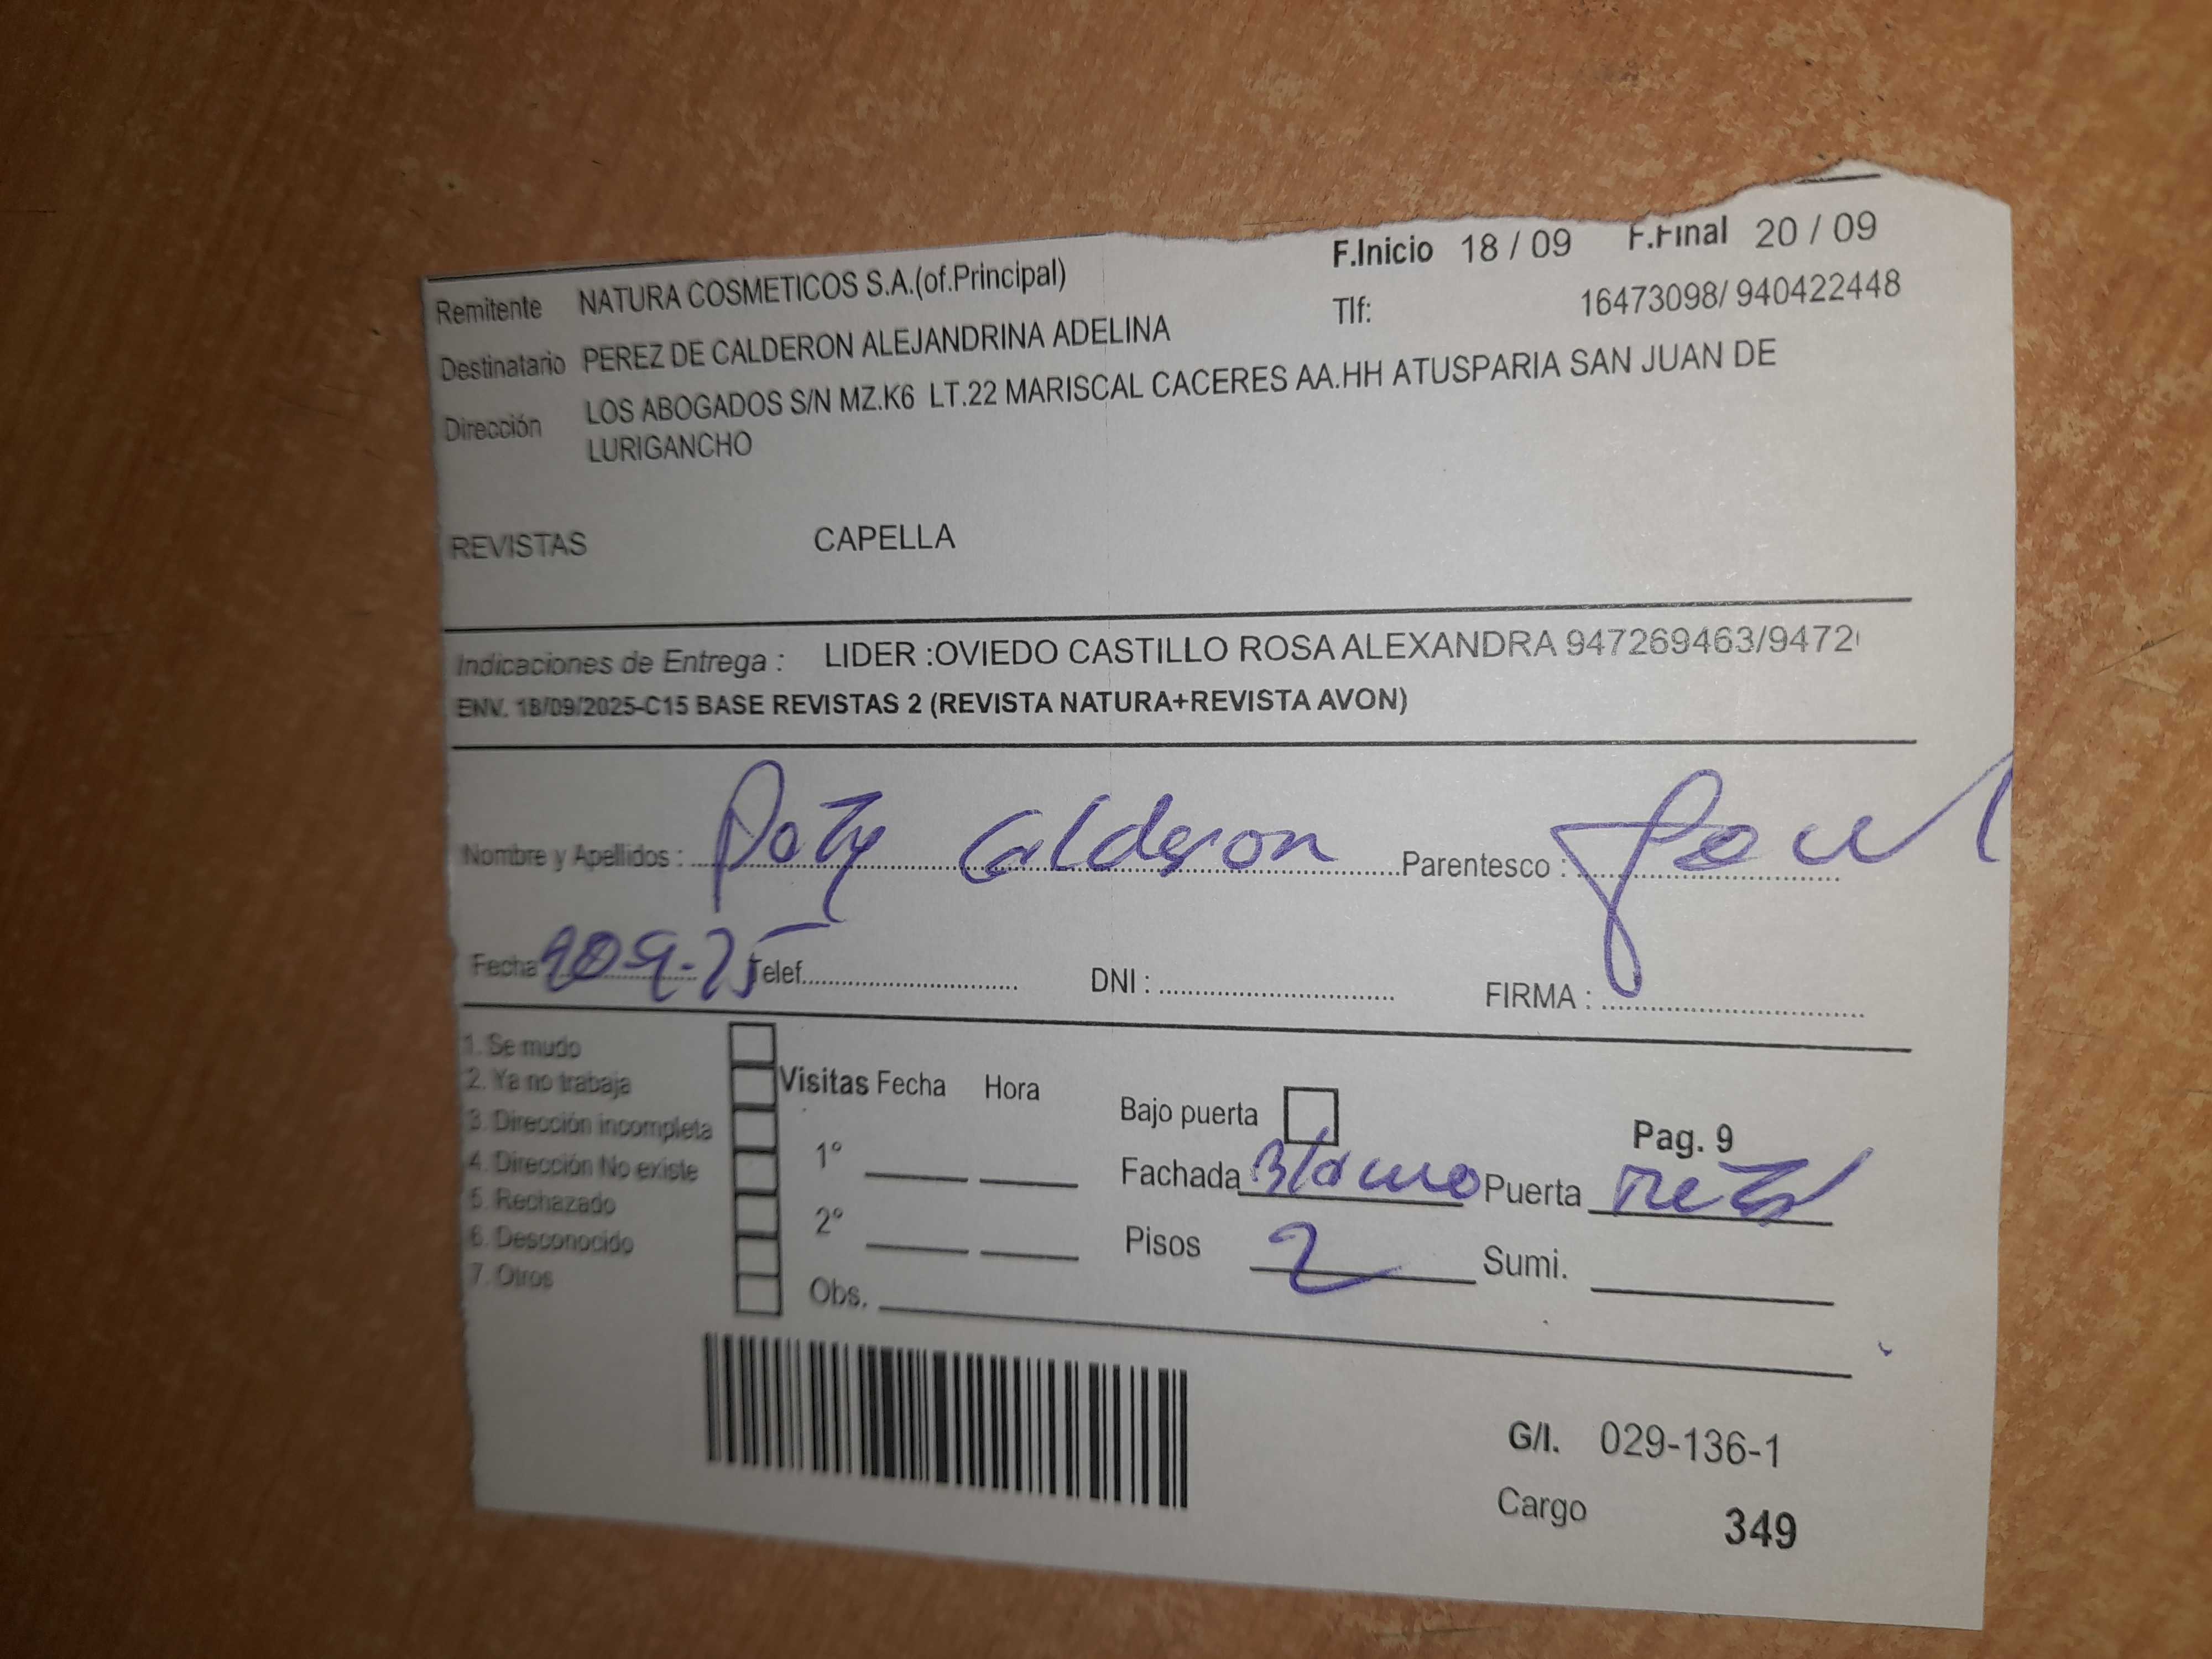 F.Inicio 18 / 09 F.Final 20 / 09
Remitente NATURA COSMETICOS S.A.(of.Principal) Tlf: 16473098/ 940422448
Destinatario PEREZ DE CALDERON ALEJANDRINA ADELINA
Dirección LOS ABOGADOS S/N MZ.K6 LT.22 MARISCAL CACERES AA.HH ATUSPARIA SAN JUAN DE
LURIGANCHO
REVISTAS CAPELLA
Indicaciones de Entrega : LIDER :OVIEDO CASTILLO ROSA ALEXANDRA 947269463/9472
ENV. 18/09/2025-C15 BASE REVISTAS 2 (REVISTA NATURA+REVISTA AVON)
Nombre y Apellidos : Paty Calderon Parentesco :
Fecha Telef. DNI : FIRMA :
1. Se mudo
2. Ya no trabaja
3. Dirección incompleta
4. Dirección No existe
5. Rechazado
6. Desconocido
7. Otros
Visitas Fecha Hora
1°
2°
Obs.
Bajo puerta
Pag. 9
Fachada Blanco Puerta metal
Pisos 2 Sumi.
G/I. 029-136-1
Cargo 349